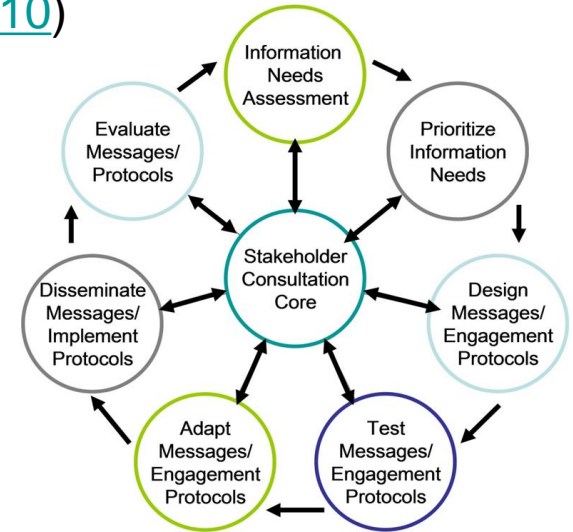 10)
Information
Needs
Assessment
Prioritize
Information
Needs
Design
Messages/
Engagement
Protocols
Test
Messages/
Engagement
Protocols
Adapt
Messages/
Engagement
Protocols
Disseminate
Messages/
Implement
Protocols
Evaluate
Messages/
Protocols
Stakeholder
Consultation
Core